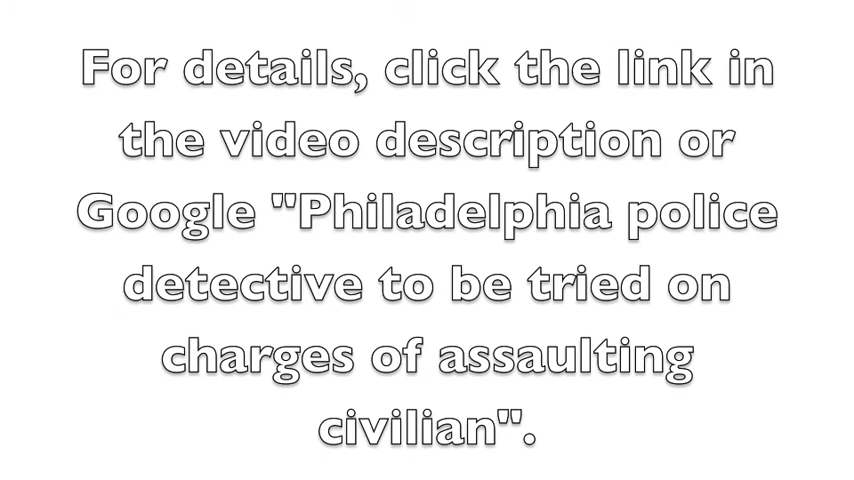 For details, click the link in
the video description or
Google "Philadelphia police
detective to be tried on
charges of assaulting
civilian".